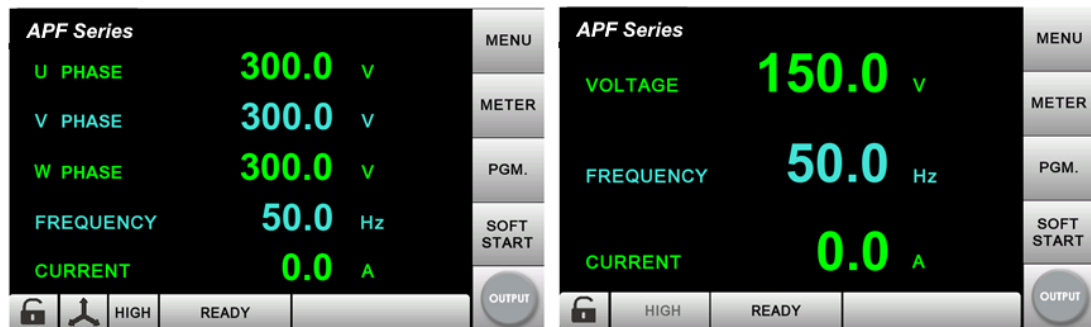 APF Series
U PHASE 300.0 V
V PHASE 300.0 V
W PHASE 300.0 V
FREQUENCY 50.0 Hz
CURRENT 0.0 A
HIGH READY
MENU
METER
PGM.
SOFT
START
OUTPUT
APF Series
VOLTAGE 150.0 V
FREQUENCY 50.0 Hz
CURRENT 0.0 A
HIGH READY
MENU
METER
PGM.
SOFT
START
OUTPUT